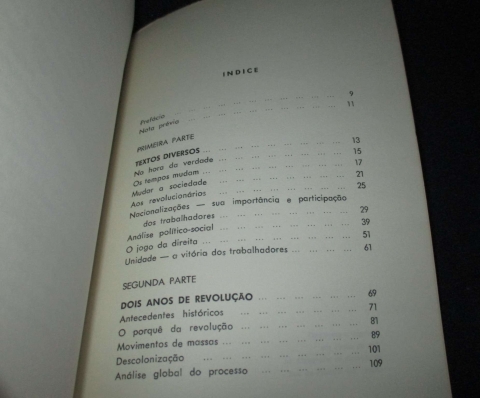 INDICE
Prefácio ... ... ... ... ... ... ... 9
Nota prévia ... ... ... ... ... ... ... 11
PRIMEIRA PARTE
TEXTOS DIVERSOS ... ... ... ... ... ... 13
Na hora da verdade ... ... ... ... ... ... 15
Os tempos mudam ... ... ... ... ... ... 17
Mudar a sociedade ... ... ... ... ... ... 21
Aos revolucionários ... ... ... ... ... ... 25
Nacionalizações — sua importância e participação
dos trabalhadores ... ... ... ... ... ... 29
Análise político-social ... ... ... ... ... ... 39
O jogo da direita ... ... ... ... ... ... 51
Unidade — a vitória dos trabalhadores ... ... ... ... 61
SEGUNDA PARTE
DOIS ANOS DE REVOLUÇÃO ... ... ... ... ... 69
Antecedentes históricos ... ... ... ... ... ... 71
O porquê da revolução ... ... ... ... ... ... 81
Movimentos de massas ... ... ... ... ... ... 89
Descolonização ... ... ... ... ... ... ... 101
Análise global do processo ... ... ... ... ... 109